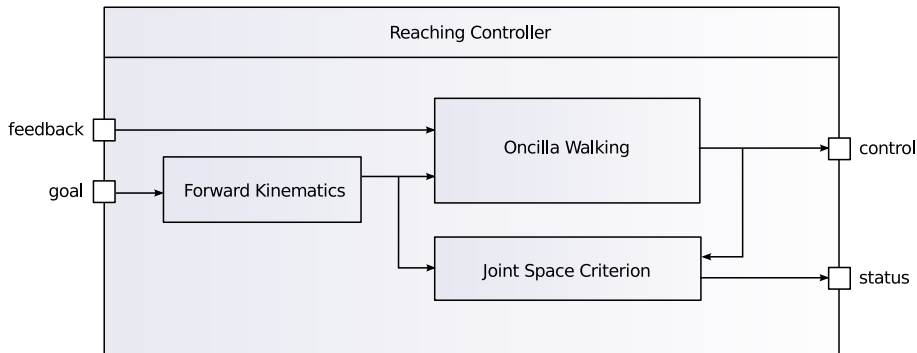 Reaching Controller
feedback
Oncilla Walking
control
goal
Forward Kinematics
Joint Space Criterion
status